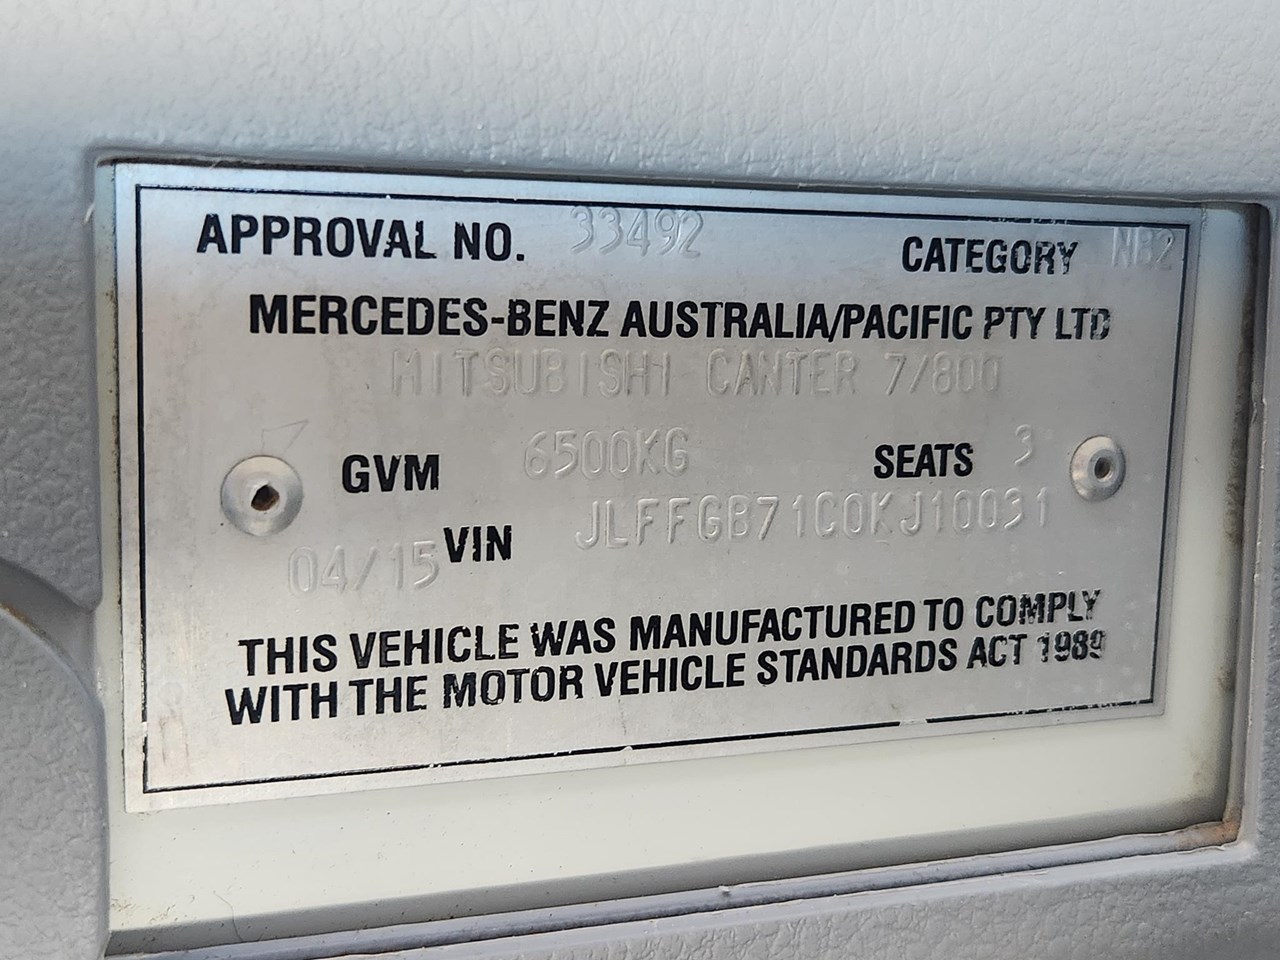 APPROVAL NO. 33492 CATEGORY NB2
MERCEDES-BENZ AUSTRALIA/PACIFIC PTY LTD
MITSUBISHI CANTER 7/800
GVM 6500KG SEATS 3
04/15 VIN JLFFGB71C0KJ10031
THIS VEHICLE WAS MANUFACTURED TO COMPLY
WITH THE MOTOR VEHICLE STANDARDS ACT 1989